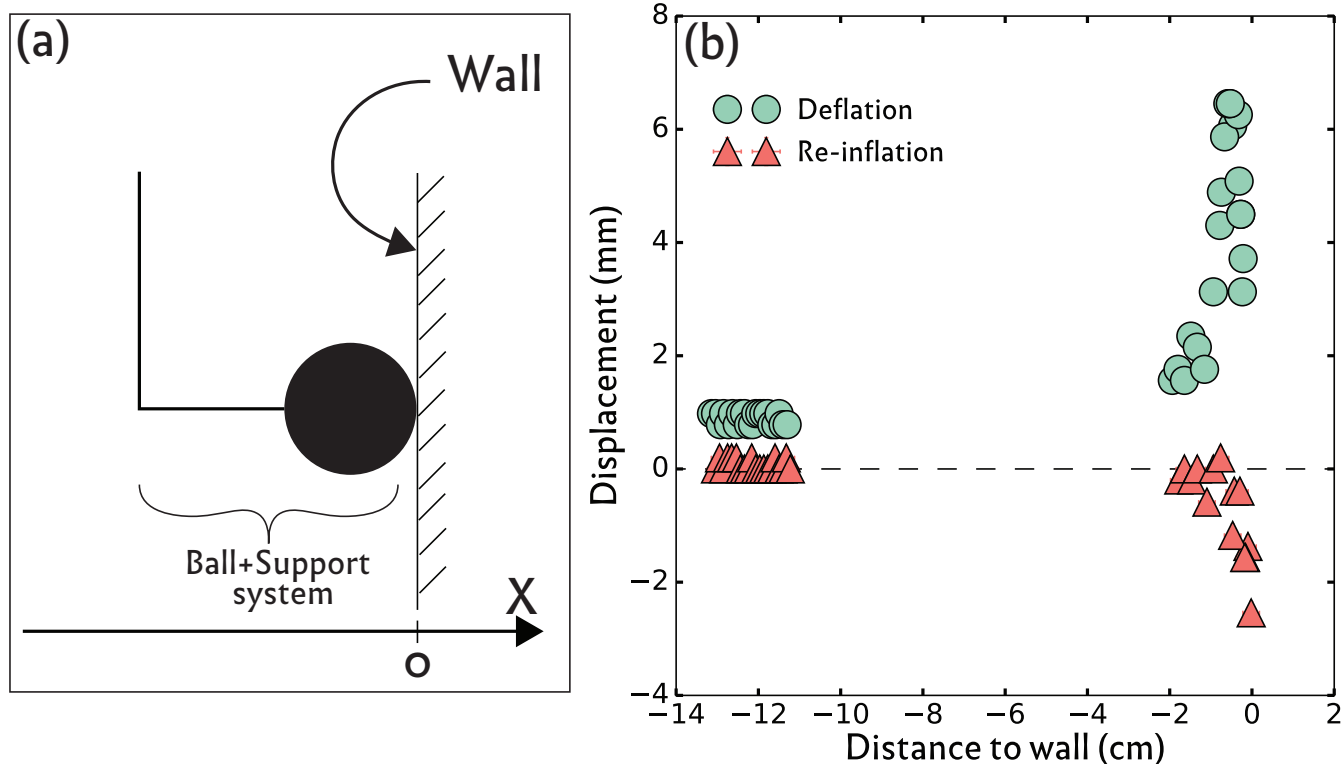 (a)
Wall
Ball+Support
system
X
O
(b)
Deflation
Re-inflation
Displacement (mm)
8
6
4
2
0
−2
−4
−14
−12
−10
−8
−6
−4
−2
0
2
Distance to wall (cm)